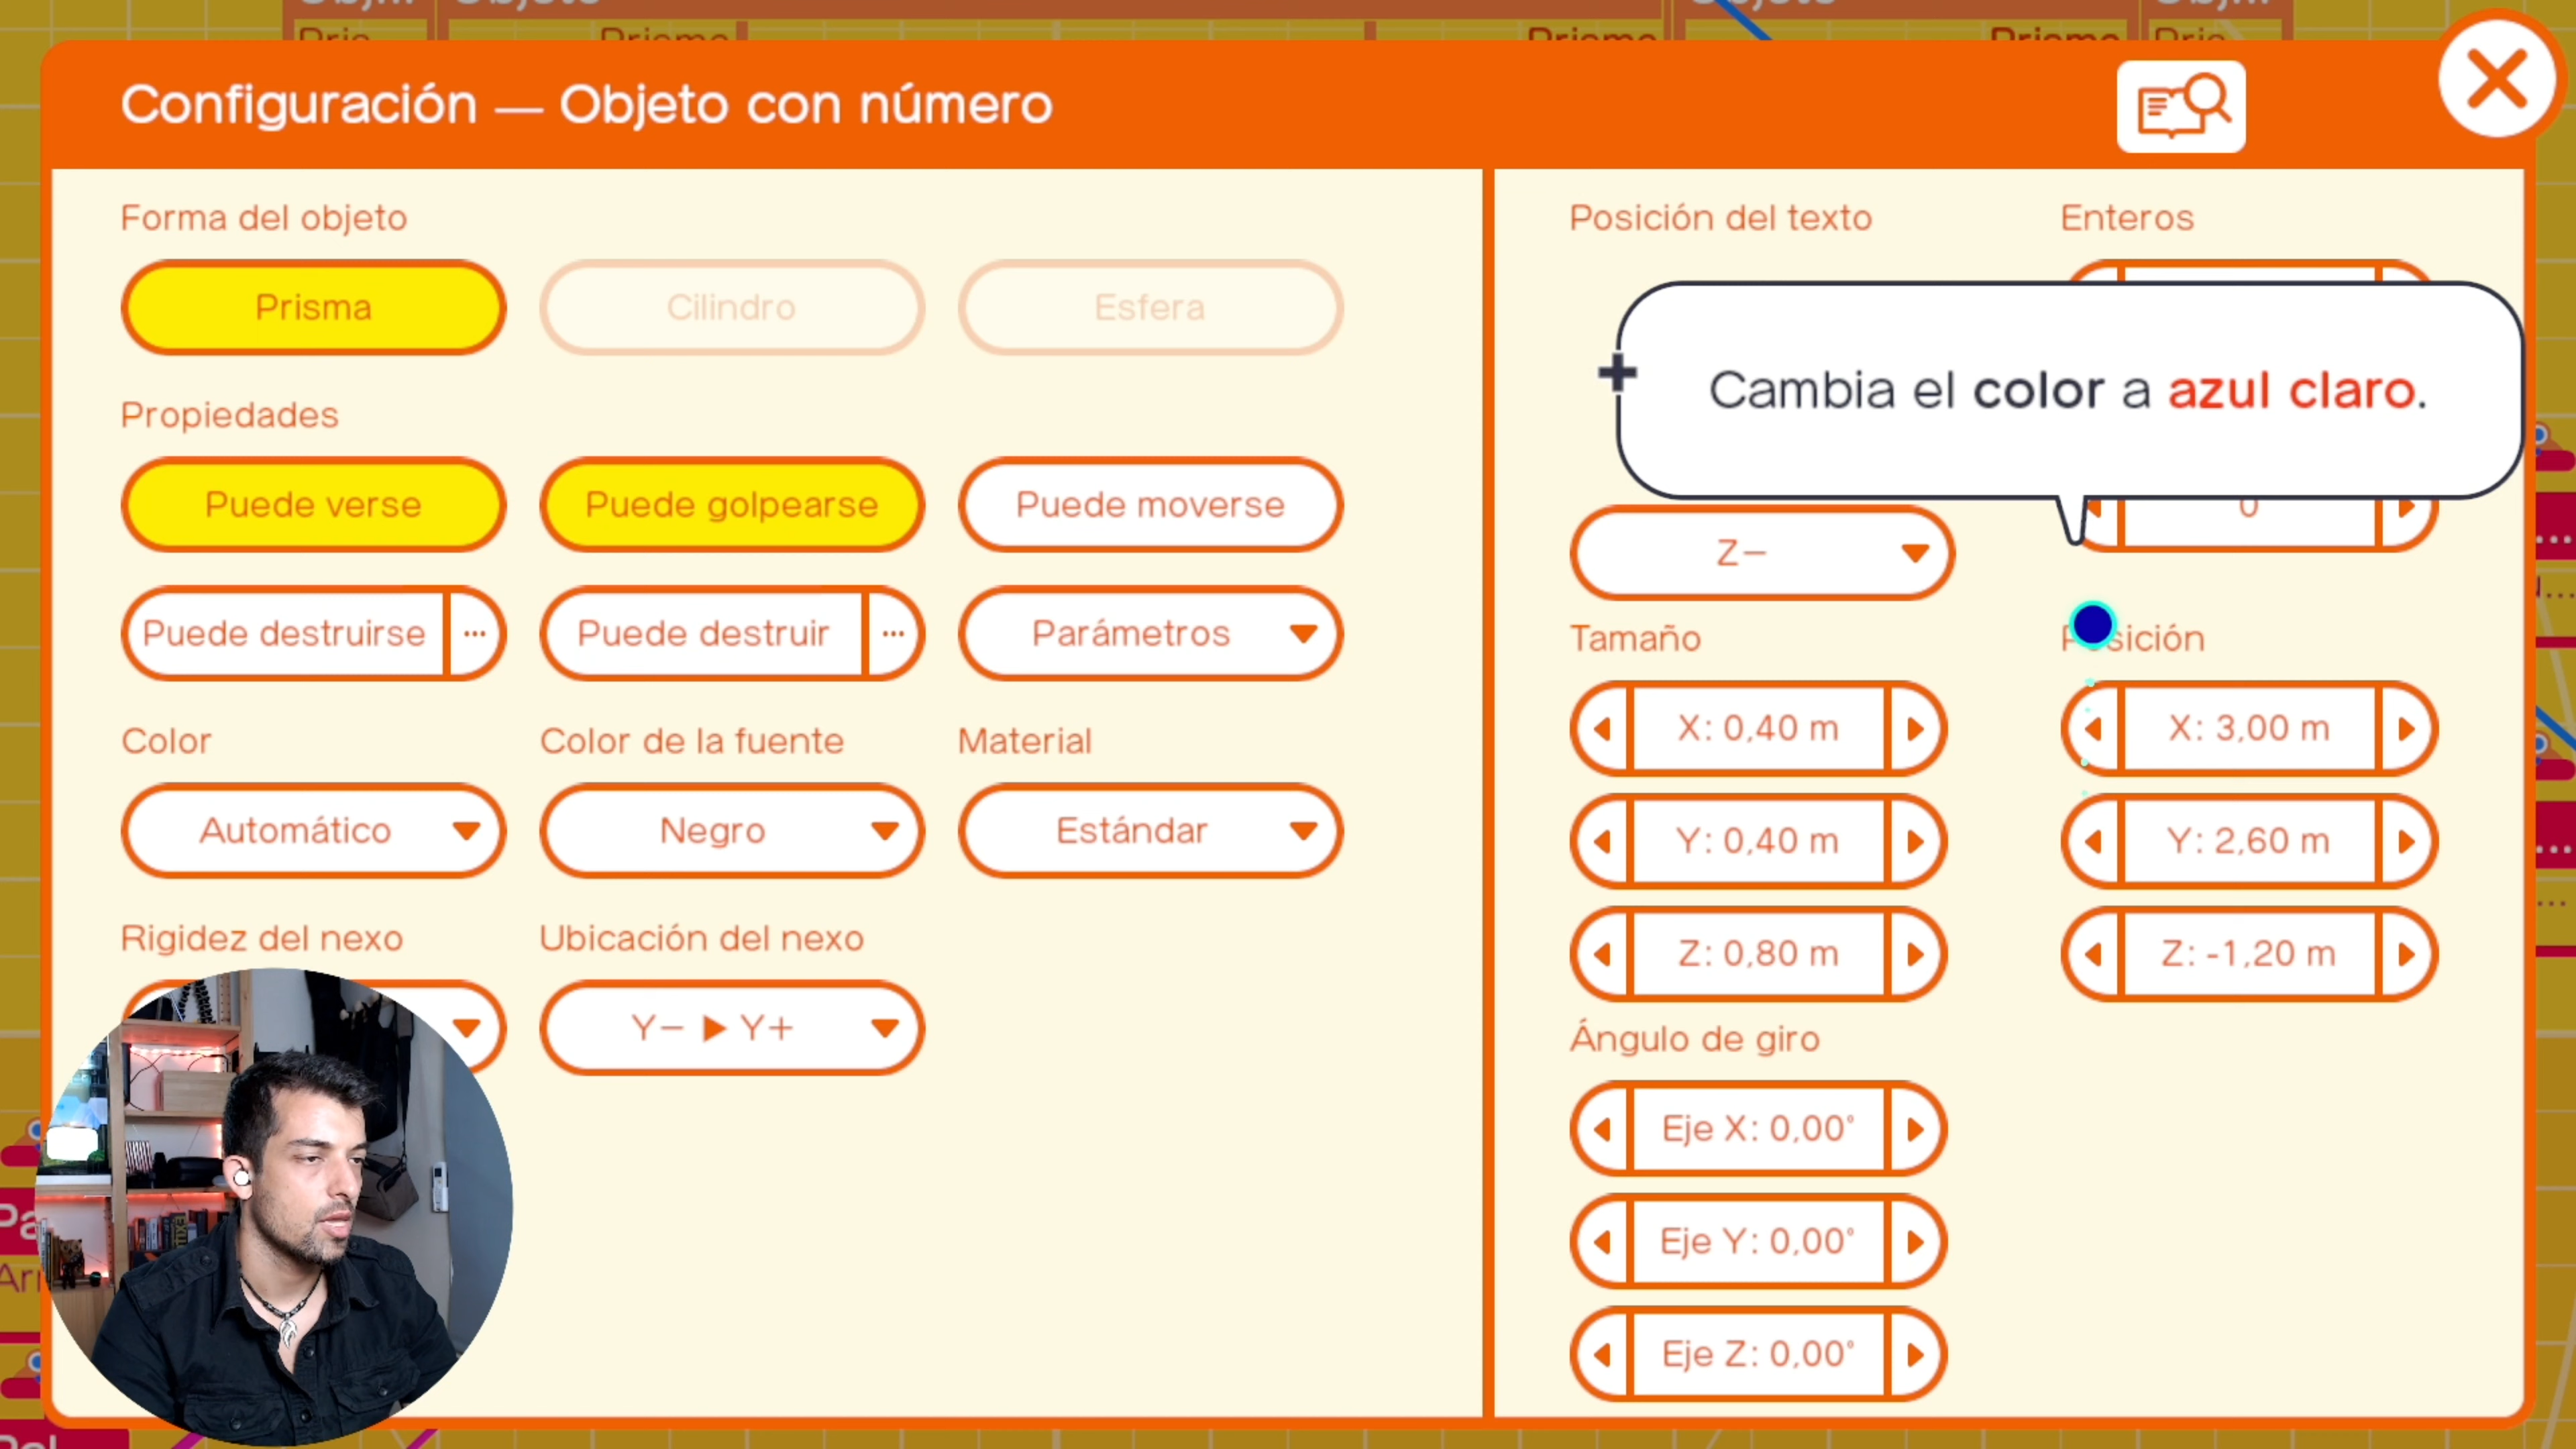 Configuración — Objeto con número
Forma del objeto
Prisma
Cilindro
Esfera
Propiedades
Puede verse
Puede golpearse
Puede moverse
Puede destruirse ...
Puede destruir ...
Parámetros
Color
Color de la fuente
Material
Automático
Negro
Estándar
Rigidez del nexo
Ubicación del nexo
Y− ▶ Y+
Posición del texto
Enteros
Cambia el color a azul claro.
Z−
0
Tamaño
Posición
X: 0,40 m
X: 3,00 m
Y: 0,40 m
Y: 2,60 m
Z: 0,80 m
Z: -1,20 m
Ángulo de giro
Eje X: 0,00°
Eje Y: 0,00°
Eje Z: 0,00°